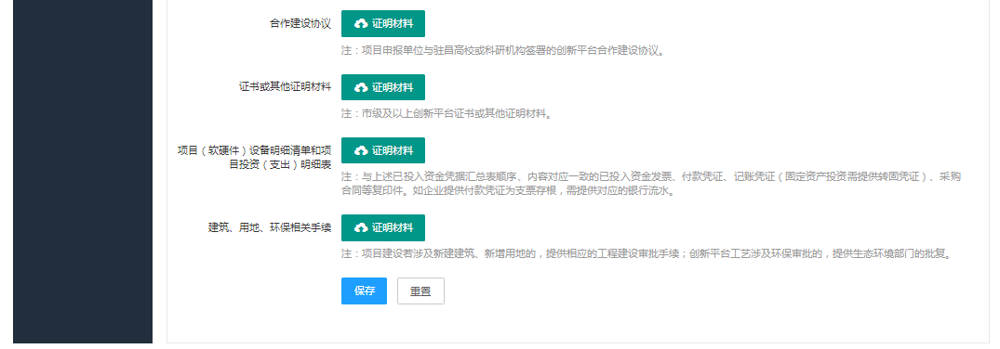 合作建设协议 证明材料
注：项目申报单位与驻昌高校或科研机构签署的创新平台合作建设协议。
证书或其他证明材料 证明材料
注：市级及以上创新平台证书或其他证明材料。
项目（软硬件）设备明细清单和项 证明材料
目投资（支出）明细表
注：与上述已投入资金凭据汇总表顺序、内容对应一致的已投入资金发票、付款凭证、记账凭证（固定资产投资需提供转固凭证）、采购
合同等复印件。如企业提供付款凭证为支票存根，需提供对应的银行流水。
建筑、用地、环保相关手续 证明材料
注：项目建设若涉及新建建筑、新增用地的，提供相应的工程建设审批手续；创新平台工艺涉及环保审批的，提供生态环境部门的批复。
保存 重置